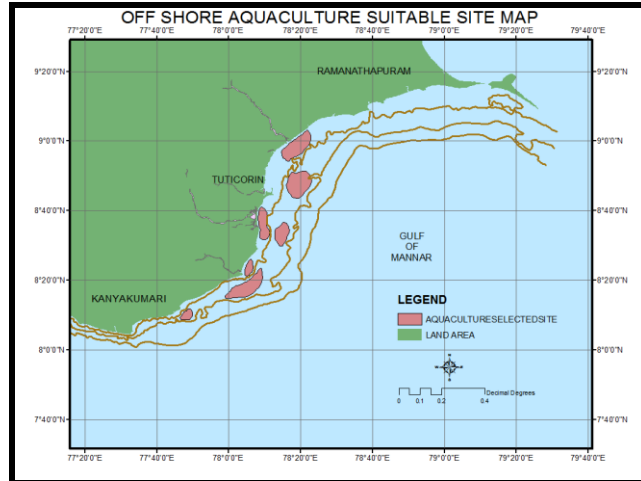 OFF SHORE AQUACULTURE SUITABLE SITE MAP
77°20'0"E 77°40'0"E 78°0'0"E 78°20'0"E 78°40'0"E 79°0'0"E 79°20'0"E 79°40'0"E
9°20'0"N 9°20'0"N
RAMANATHAPURAM
9°0'0"N 9°0'0"N
TUTICORIN
8°40'0"N 8°40'0"N
GULF
OF
MANNAR
8°20'0"N 8°20'0"N
KANYAKUMARI
LEGEND
AQUACULTURESELECTEDSITE
LAND AREA
8°0'0"N 8°0'0"N
Decimal Degrees
0 0.1 0.2 0.4
7°40'0"N 7°40'0"N
77°20'0"E 77°40'0"E 78°0'0"E 78°20'0"E 78°40'0"E 79°0'0"E 79°20'0"E 79°40'0"E